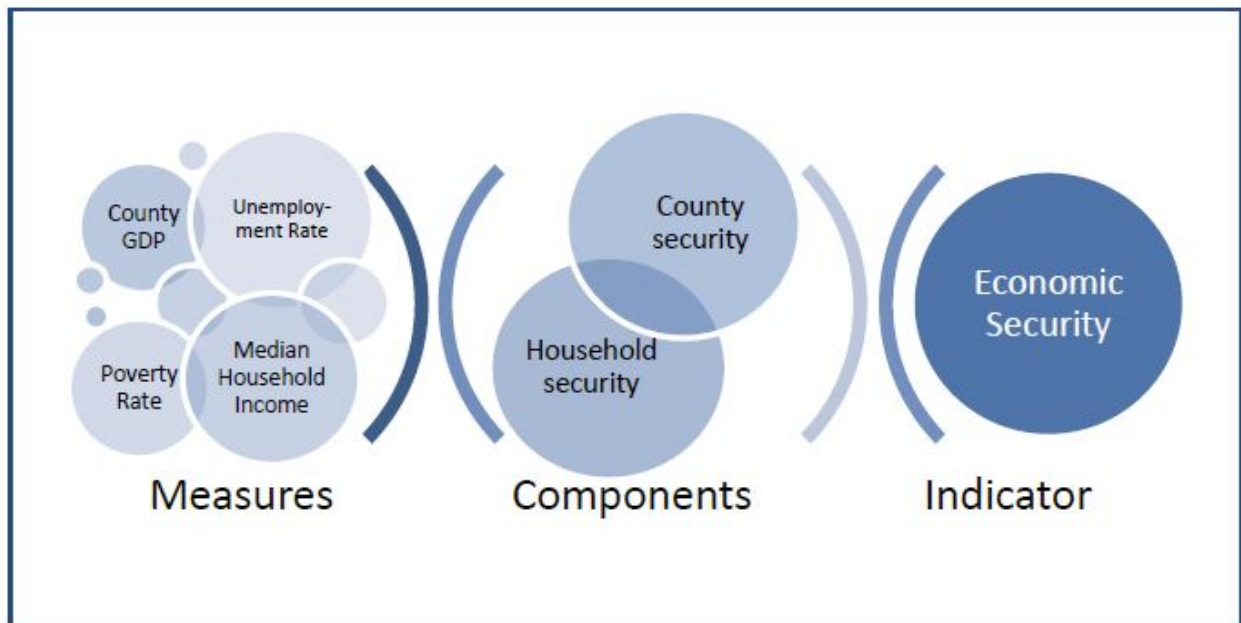 County
GDP
Unemploy-
ment Rate
Poverty
Rate
Median
Household
Income
Measures
County
security
Household
security
Components
Economic
Security
Indicator